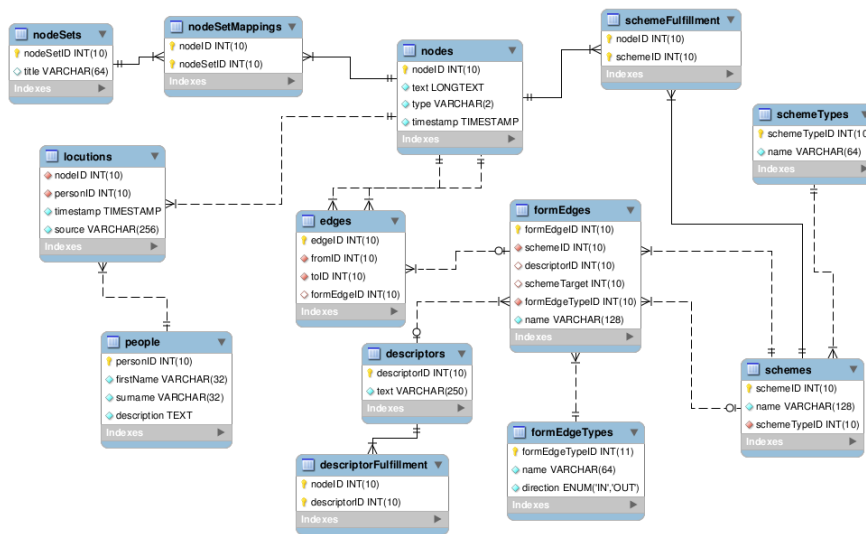 nodeSets
nodeSetID INT(10)
title VARCHAR(64)
Indexes
nodeSetMappings
nodeID INT(10)
nodeSetID INT(10)
Indexes
nodes
nodeID INT(10)
text LONGTEXT
type VARCHAR(2)
timestamp TIMESTAMP
Indexes
schemeFulfillment
nodeID INT(10)
schemeID INT(10)
Indexes
schemeTypes
schemeTypeID INT(10
name VARCHAR(64)
Indexes
locutions
nodeID INT(10)
personID INT(10)
timestamp TIMESTAMP
source VARCHAR(256)
Indexes
edges
edgeID INT(10)
fromID INT(10)
toID INT(10)
formEdgeID INT(10)
Indexes
formEdges
formEdgeID INT(10)
schemeID INT(10)
descriptorID INT(10)
schemeTarget INT(10)
formEdgeTypeID INT(10)
name VARCHAR(128)
Indexes
people
personID INT(10)
firstName VARCHAR(32)
surname VARCHAR(32)
description TEXT
Indexes
descriptors
descriptorID INT(10)
text VARCHAR(250)
Indexes
schemes
schemeID INT(10)
name VARCHAR(128)
schemeTypeID INT(10)
Indexes
descriptorFulfillment
nodeID INT(10)
descriptorID INT(10)
Indexes
formEdgeTypes
formEdgeTypeID INT(11)
name VARCHAR(64)
direction ENUM('IN','OUT')
Indexes